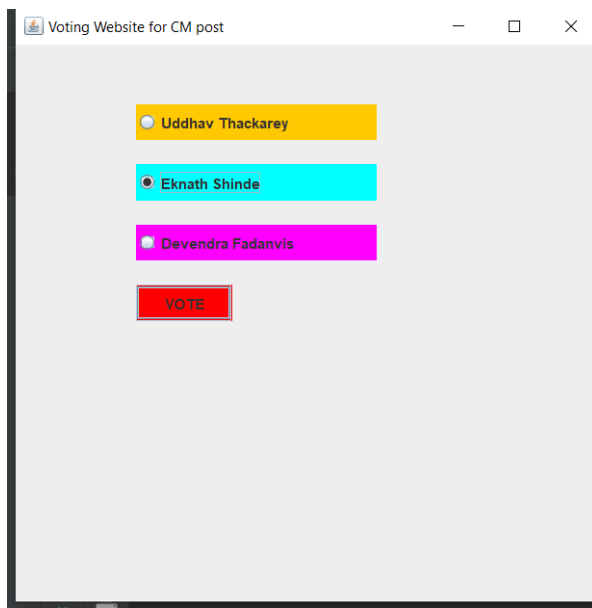 Voting Website for CM post
Uddhav Thackarey
Eknath Shinde
Devendra Fadanvis
VOTE